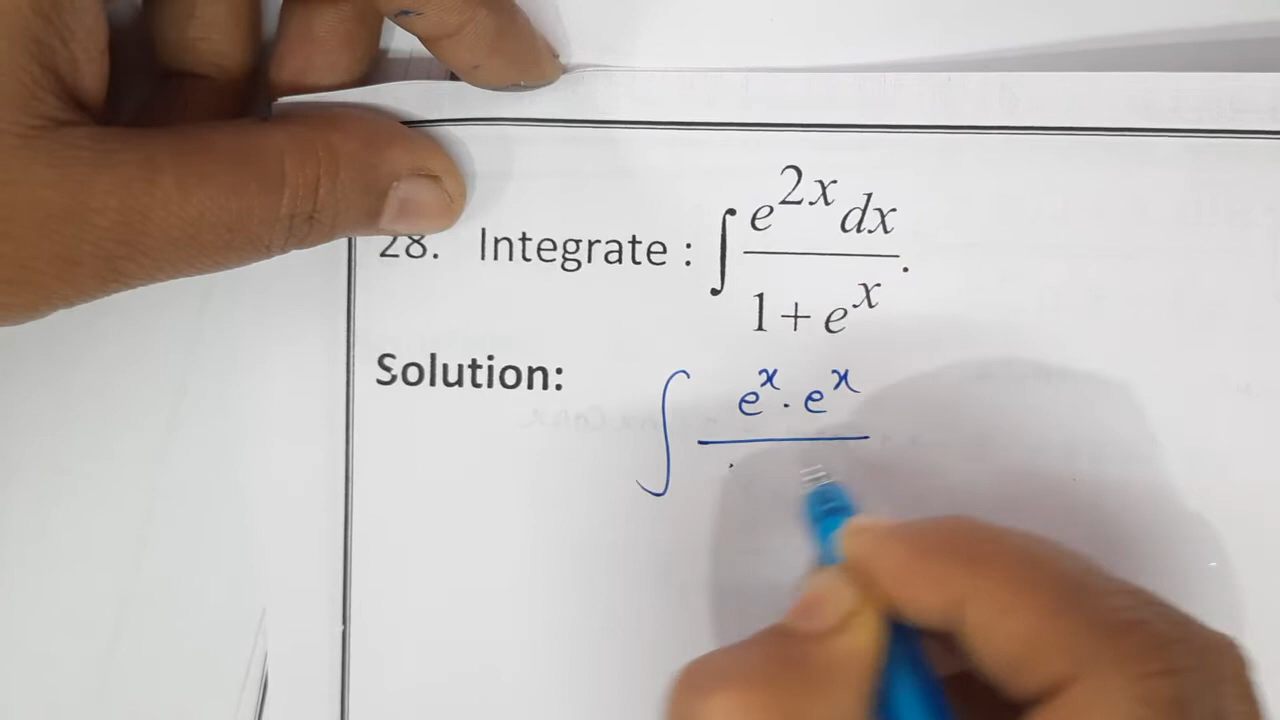 28. Integrate : ∫ e^{2x} dx / 1 + e^x .
Solution: ∫ e^x . e^x